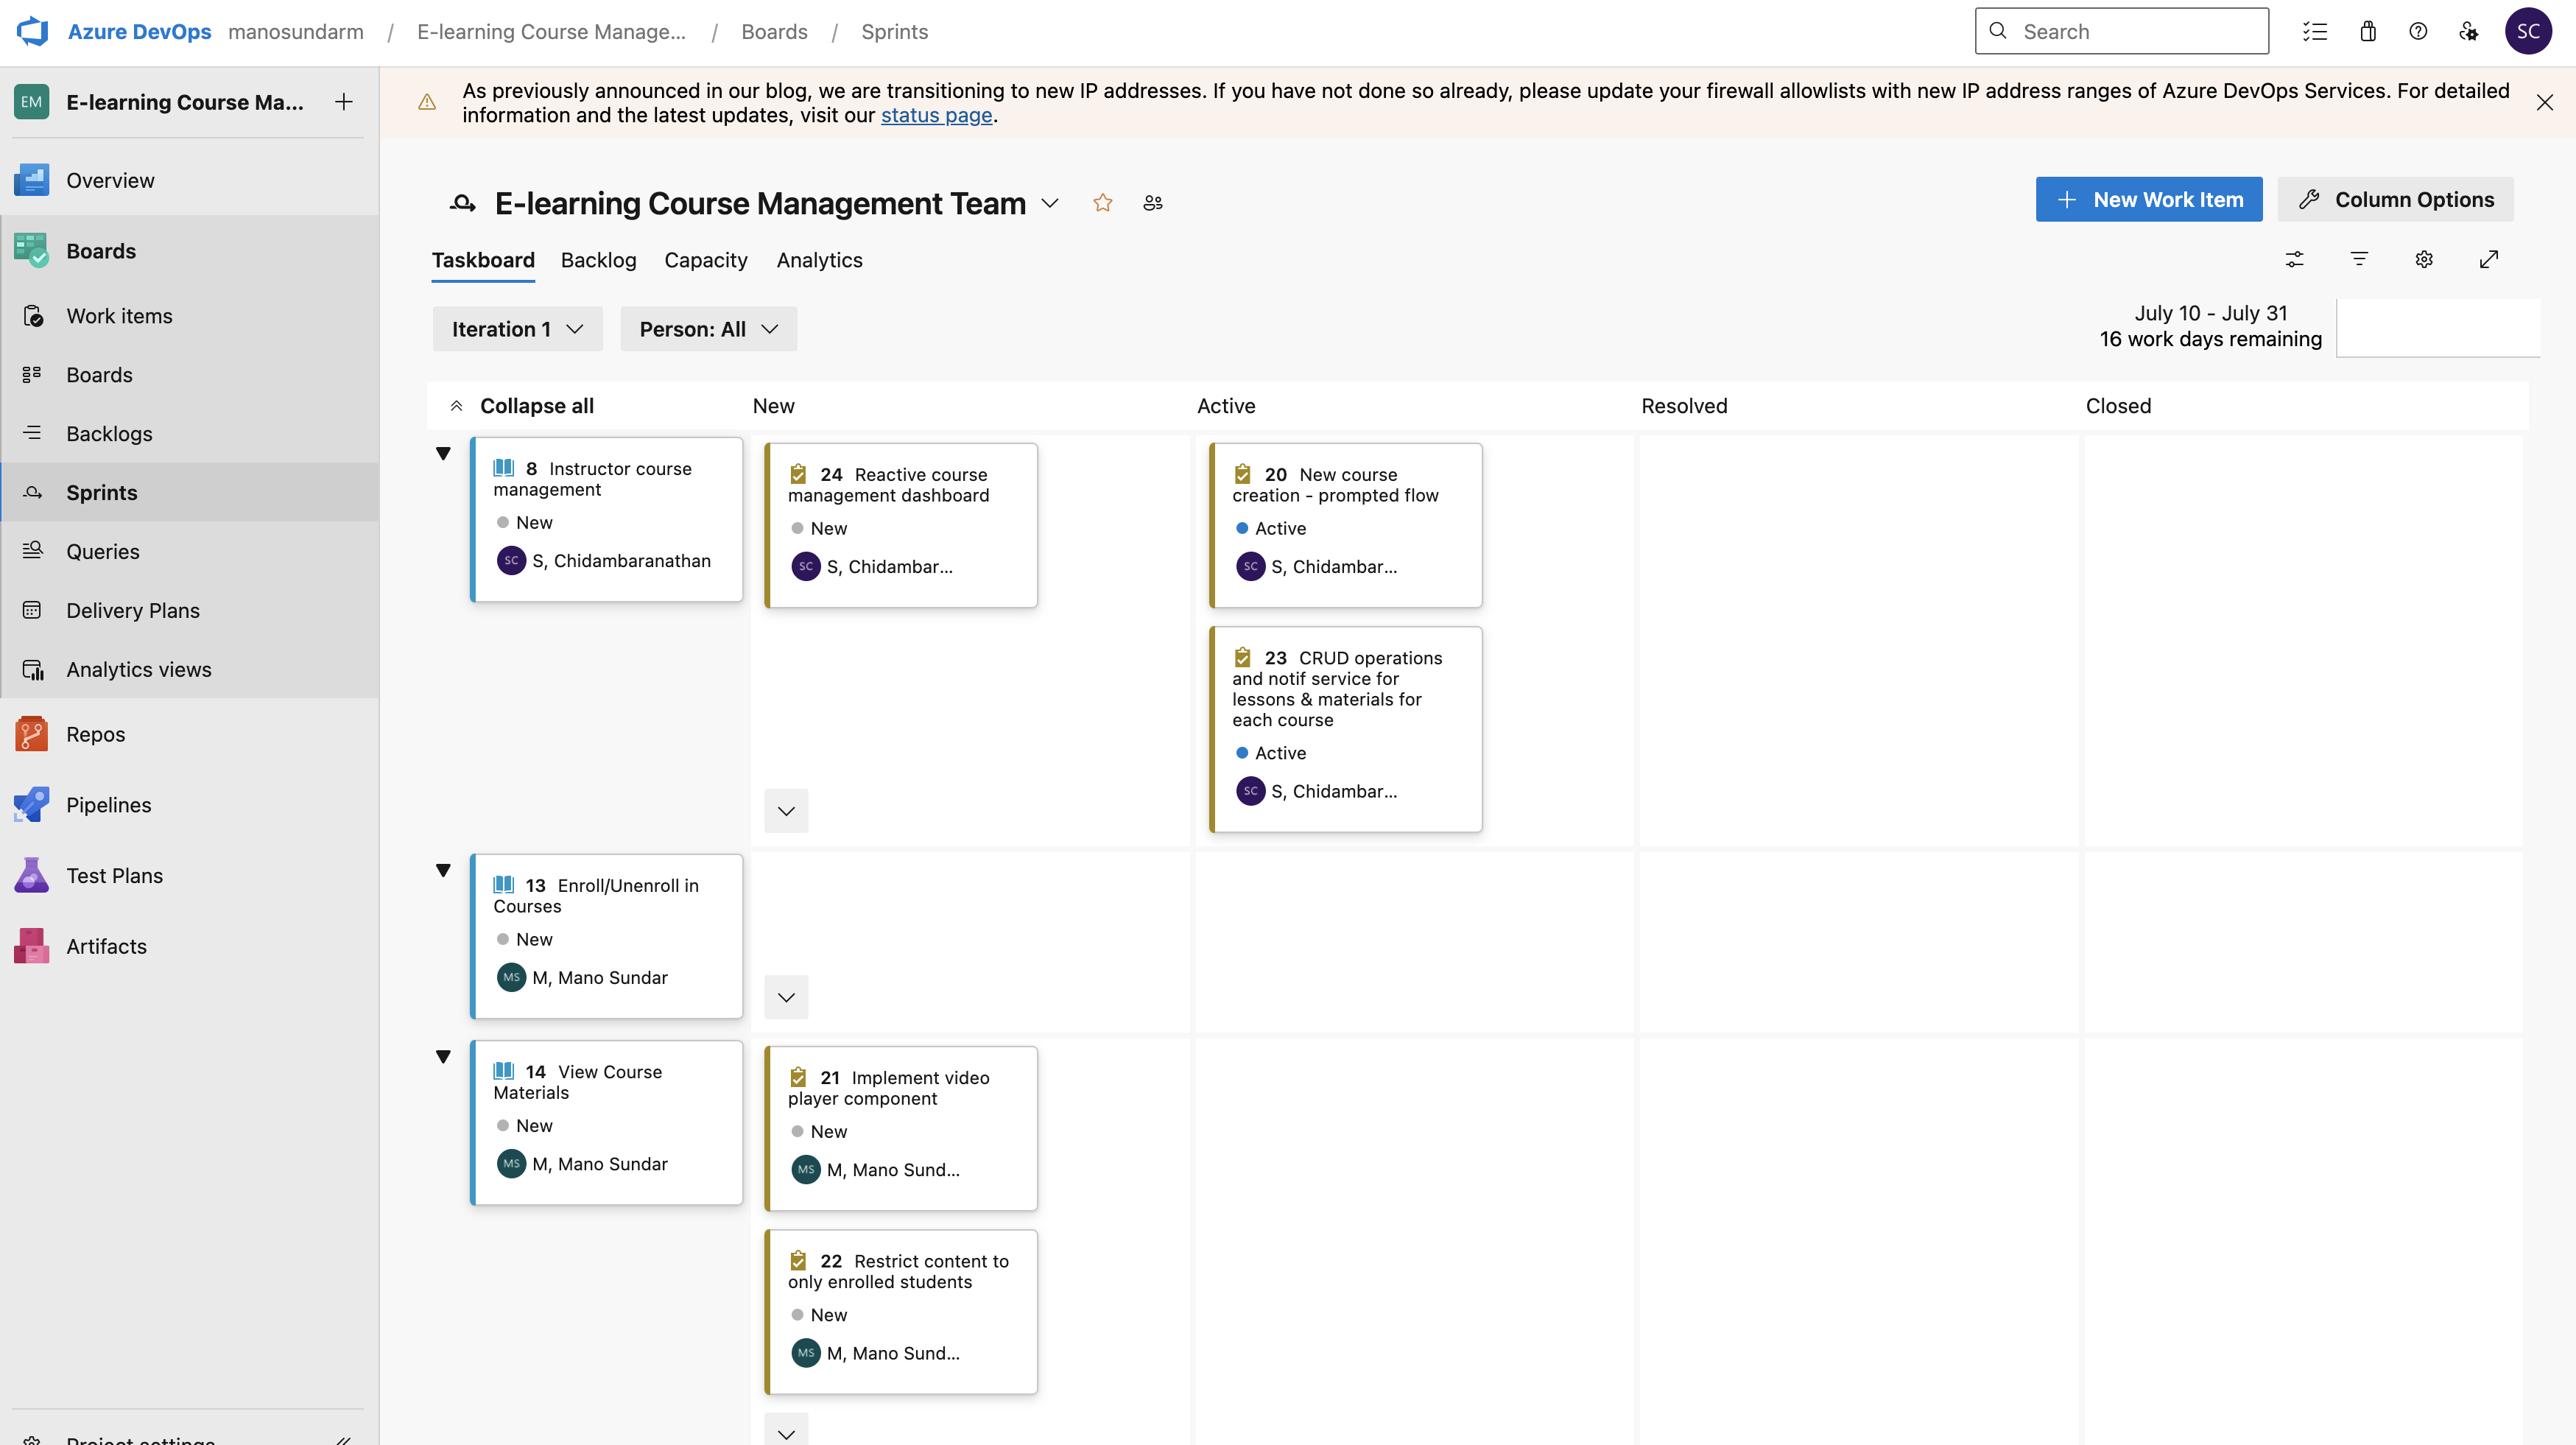 Azure DevOps manosundarm / E-learning Course Manage... / Boards / Sprints
Search
SC
EM E-learning Course Ma...
As previously announced in our blog, we are transitioning to new IP addresses. If you have not done so already, please update your firewall allowlists with new IP address ranges of Azure DevOps Services. For detailed
information and the latest updates, visit our status page.
Overview
Boards
Work items
Boards
Backlogs
Sprints
Queries
Delivery Plans
Analytics views
Repos
Pipelines
Test Plans
Artifacts
Project settings
E-learning Course Management Team
New Work Item
Column Options
Taskboard Backlog Capacity Analytics
Iteration 1
Person: All
July 10 - July 31
16 work days remaining
Collapse all New Active Resolved Closed
8 Instructor course
management
New
SC S, Chidambaranathan
24 Reactive course
management dashboard
New
SC S, Chidambar...
20 New course
creation - prompted flow
Active
SC S, Chidambar...
23 CRUD operations
and notif service for
lessons & materials for
each course
Active
SC S, Chidambar...
13 Enroll/Unenroll in
Courses
New
MS M, Mano Sundar
14 View Course
Materials
New
MS M, Mano Sundar
21 Implement video
player component
New
MS M, Mano Sund...
22 Restrict content to
only enrolled students
New
MS M, Mano Sund...